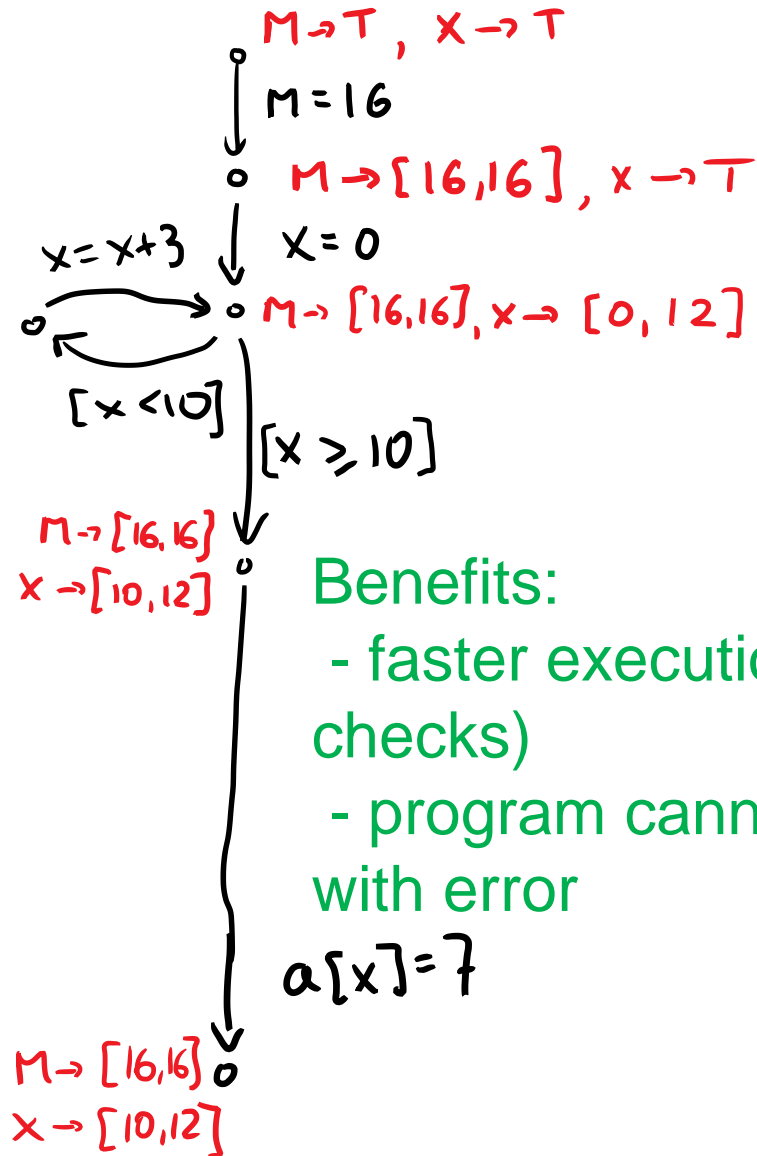 M→T, x→T
M=16
M→[16,16], x→T
x=x+3
x=0
M→[16,16], x→[0,12]
[x<10]
[x≥10]
M→[16,16]
x→[10,12]
Benefits:
- faster executio
checks)
- program cann
with error
a[x]=7
M→[16,16]
x→[10,12]